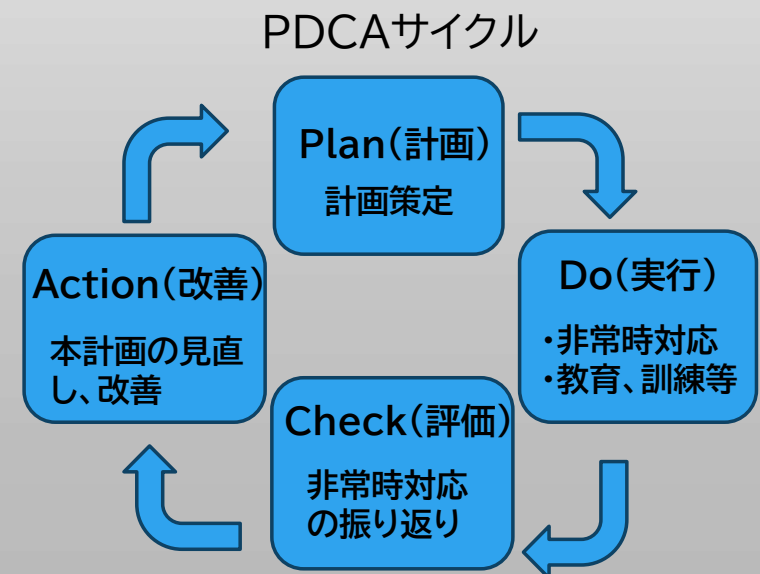 PDCAサイクル
Plan(計画)
計画策定
Do(実行)
・非常時対応
・教育、訓練等
Check(評価)
非常時対応
の振り返り
Action(改善)
本計画の見直
し、改善